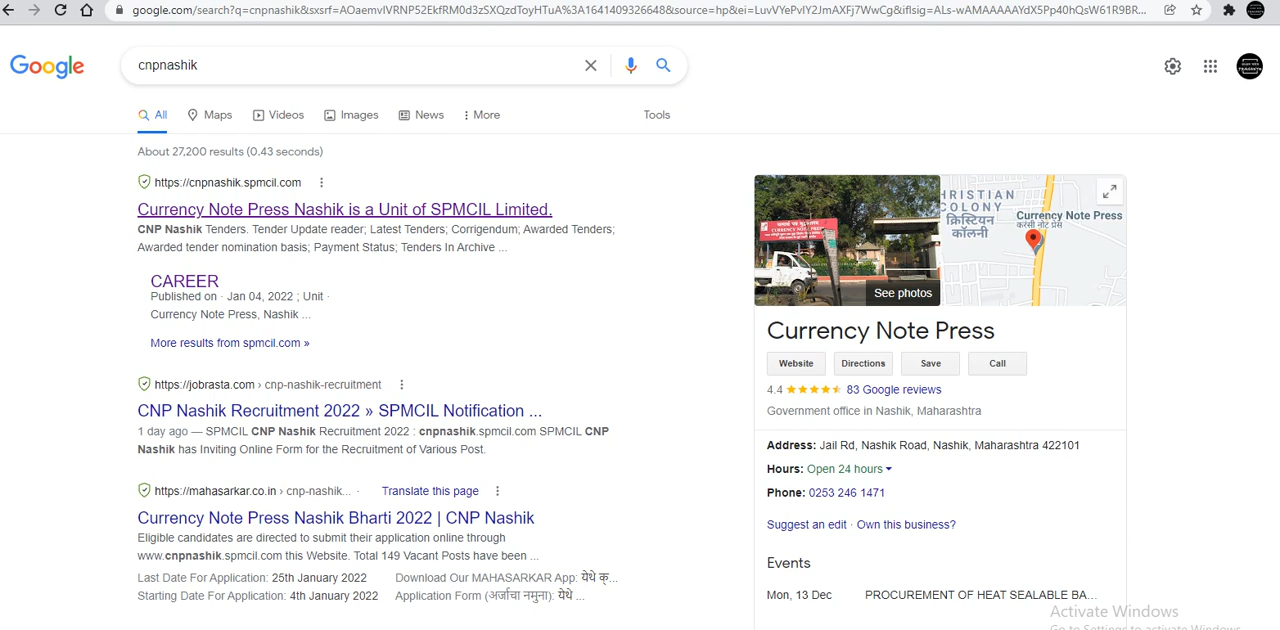 google.com/search?q=cnpnashik&sxsrf=AOaemvIVRNP52EkfRM0d3zSXQzdToyHTuA%3A1641409326648&source=hp&ei=LuvVYePvIY2JmAXFj7WwCg&iflsig=ALs-wAMAAAAAYdX5Pp40hQsW61R9BR...
Google
cnpnashik
All Maps Videos Images News More Tools
About 27,200 results (0.43 seconds)
https://cnpnashik.spmcil.com
Currency Note Press Nashik is a Unit of SPMCIL Limited.
CNP Nashik Tenders. Tender Update reirder; Latest Tenders; Corrigendum; Awarded Tenders;
Awarded tender nomination basis; Payment Status; Tenders In Archive ...
CAREER
Published on · Jan 04, 2022 ; Unit ·
Currency Note Press, Nashik ...
More results from spmcil.com »
https://jobrasta.com › cnp-nashik-recruitment
CNP Nashik Recruitment 2022 » SPMCIL Notification ...
1 day ago — SPMCIL CNP Nashik Recruitment 2022 : cnpnashik.spmcil.com SPMCIL CNP
Nashik has Inviting Online Form for the Recruitment of Various Post.
https://mahasarkar.co.in › cnp-nashik... · Translate this page
Currency Note Press Nashik Bharti 2022 | CNP Nashik
Eligible candidates are directed to submit their application online through
www.cnpnashik.spmcil.com this Website. Total 149 Vacant Posts have been ...
Last Date For Application: 25th January 2022 Download Our MAHASARKAR App: येथे क्...
Starting Date For Application: 4th January 2022 Application Form (अर्जाचा नमुना): येथे ...
HRISTIAN
COLONY
क्रिस्टियन
कॉलनी
Currency Note Press
करंसी नोट प्रेस
See photos
Currency Note Press
Website Directions Save Call
4.4 83 Google reviews
Government office in Nashik, Maharashtra
Address: Jail Rd, Nashik Road, Nashik, Maharashtra 422101
Hours: Open 24 hours
Phone: 0253 246 1471
Suggest an edit · Own this business?
Events
Mon, 13 Dec PROCUREMENT OF HEAT SEALABLE BA...
Activate Windows
Go to Settings to activate Windows.